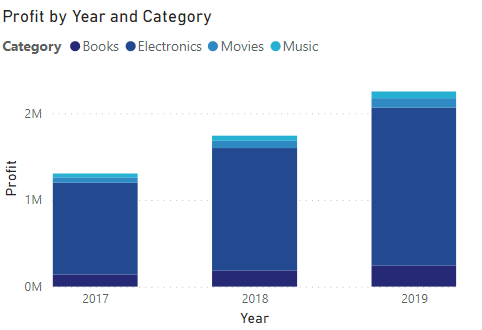 Profit by Year and Category
Category Books Electronics Movies Music
2M
1M
0M
Profit
2017 2018 2019
Year